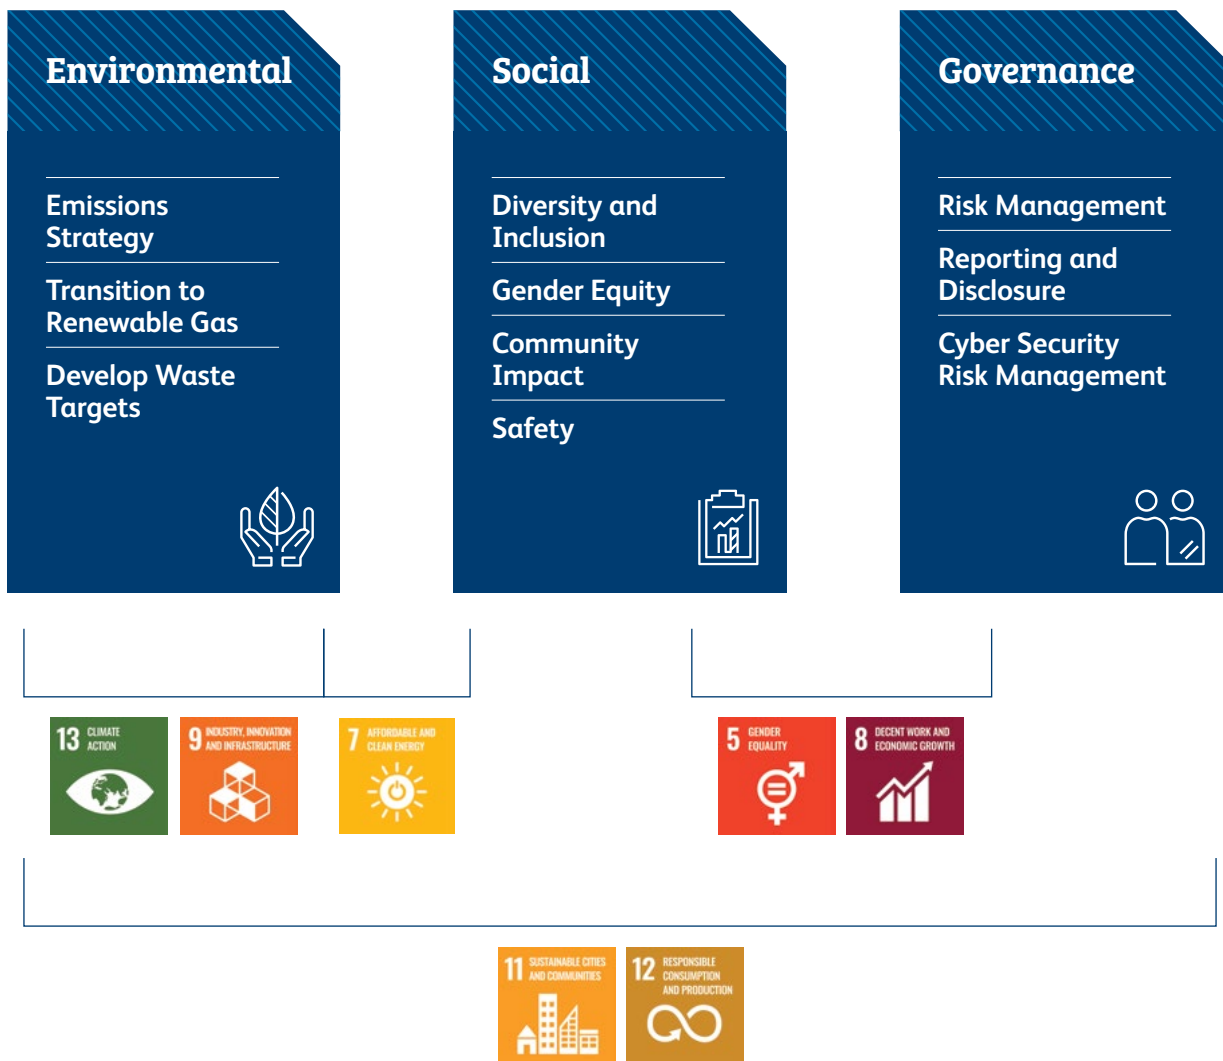 Environmental
Emissions
Strategy
Transition to
Renewable Gas
Develop Waste
Targets
Social
Diversity and
Inclusion
Gender Equity
Community
Impact
Safety
Governance
Risk Management
Reporting and
Disclosure
Cyber Security
Risk Management
13 CLIMATE
ACTION
9 INDUSTRY, INNOVATION
AND INFRASTRUCTURE
7 AFFORDABLE AND
CLEAN ENERGY
5 GENDER
EQUALITY
8 DECENT WORK AND
ECONOMIC GROWTH
11 SUSTAINABLE CITIES
AND COMMUNITIES
12 RESPONSIBLE
CONSUMPTION
AND PRODUCTION